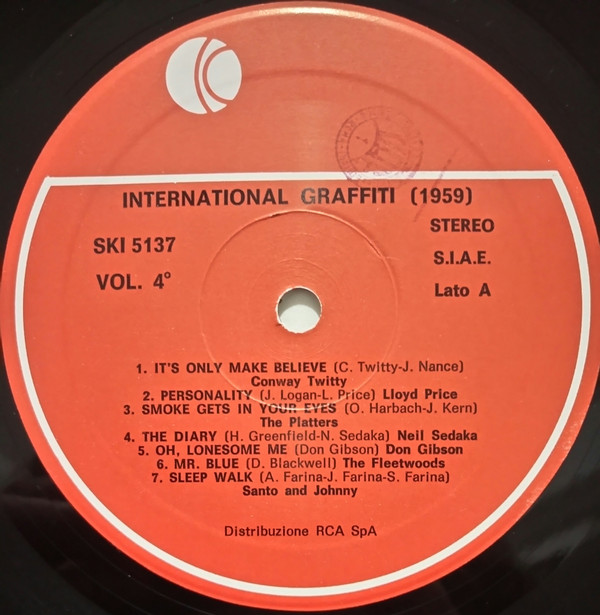 INTERNATIONAL GRAFFITI (1959)
STEREO
SKI 5137
S.I.A.E.
VOL. 4°
Lato A
1. IT'S ONLY MAKE BELIEVE (C. Twitty-J. Nance)
Conway Twitty
2. PERSONALITY (J. Logan-L. Price) Lloyd Price
3. SMOKE GETS IN YOUR EYES (O. Harbach-J. Kern)
The Platters
4. THE DIARY (H. Greenfield-N. Sedaka) Neil Sedaka
5. OH, LONESOME ME (Don Gibson) Don Gibson
6. MR. BLUE (D. Blackwell) The Fleetwoods
7. SLEEP WALK (A. Farina-J. Farina-S. Farina)
Santo and Johnny
Distribuzione RCA SpA